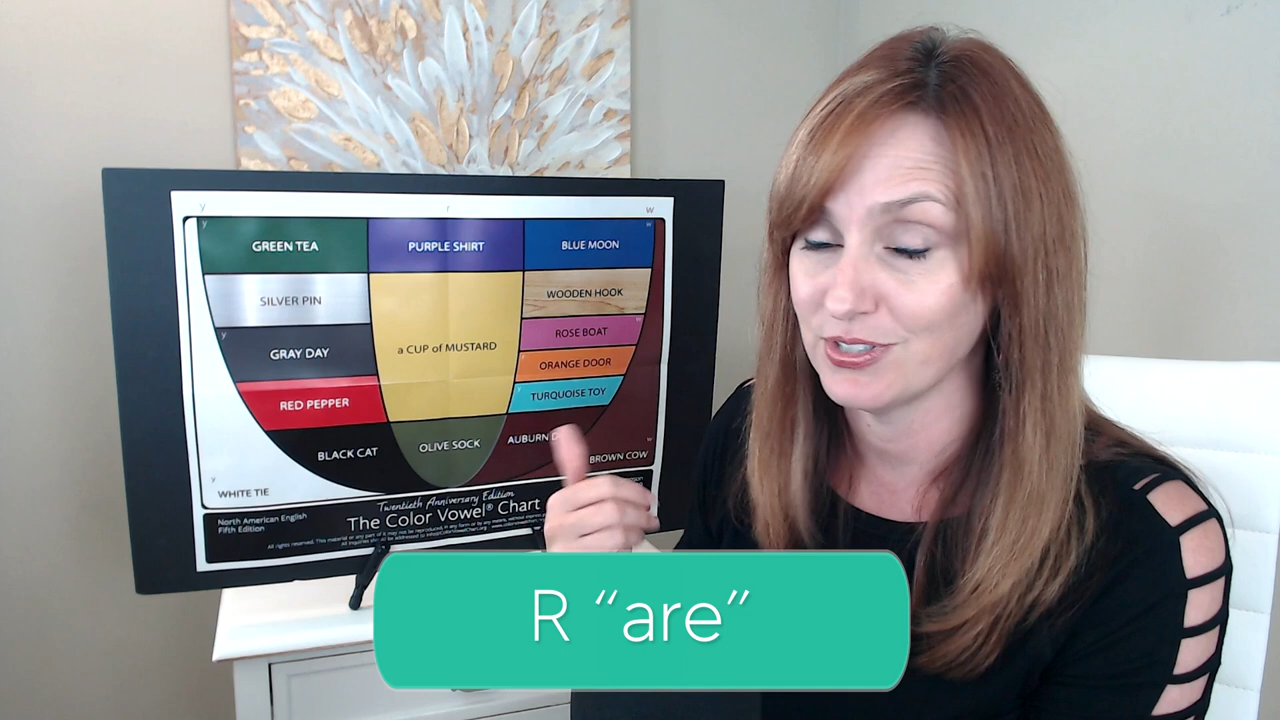 y r w
y w
GREEN TEA PURPLE SHIRT BLUE MOON
SILVER PIN WOODEN HOOK
y w
GRAY DAY a CUP of MUSTARD ROSE BOAT
ORANGE DOOR
RED PEPPER TURQUOISE TOY
BLACK CAT OLIVE SOCK AUBURN
w
BROWN COW
y
WHITE TIE
Twentieth Anniversary Edition
North American English
Fifth Edition
The Color Vowel® Chart
R “are”